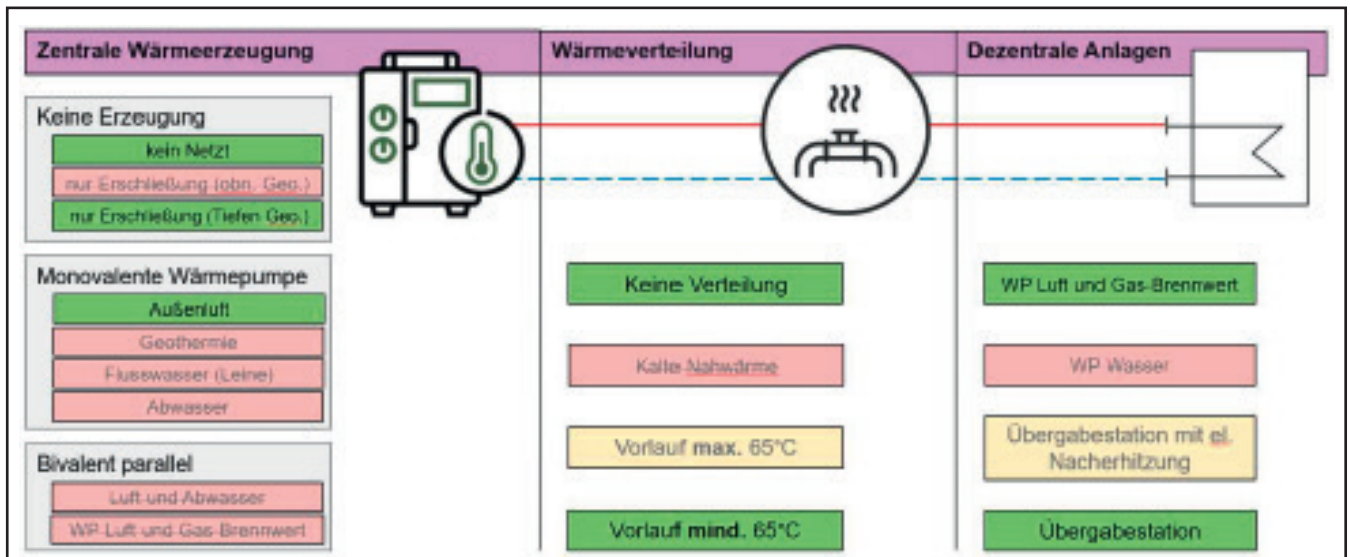 Zentrale Wärmeerzeugung
Keine Erzeugung
kein Netzt
nur Erschließung (obn. Geo.)
nur Erschließung (Tiefen Geo.)
Monovalente Wärmepumpe
Außenluft
Geothermie
Flusswasser (Leine)
Abwasser
Bivalent parallel
Luft und Abwasser
WP Luft und Gas-Brennwert
Wärmeverteilung
Keine Verteilung
Kalte Nahwärme
Vorlauf max. 65°C
Vorlauf mind. 65°C
Dezentrale Anlagen
WP Luft und Gas-Brennwert
WP Wasser
Übergabestation mit el.
Nacherhitzung
Übergabestation